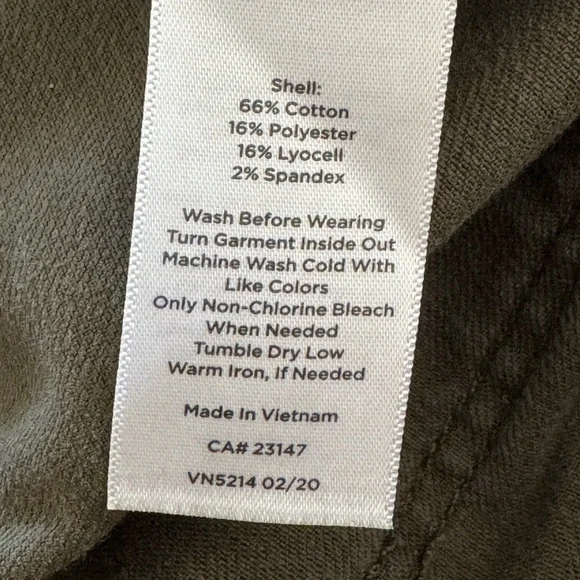 Shell:
66% Cotton
16% Polyester
16% Lyocell
2% Spandex
Wash Before Wearing
Turn Garment Inside Out
Machine Wash Cold With
Like Colors
Only Non-Chlorine Bleach
When Needed
Tumble Dry Low
Warm Iron, If Needed
Made In Vietnam
CA# 23147
VN5214 02/20